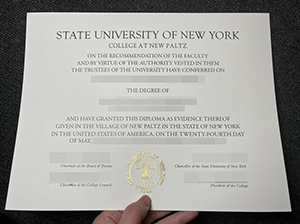 STATE UNIVERSITY OF NEW YORK
COLLEGE AT NEW PALTZ
ON THE RECOMMENDATION OF THE FACULTY
AND BY VIRTUE OF THE AUTHORITY VESTED IN THEM
THE TRUSTEES OF THE UNIVERSITY HAVE CONFERRED ON
THE DEGREE OF
AND HAVE GRANTED THIS DIPLOMA AS EVIDENCE THEREOF
GIVEN IN THE VILLAGE OF NEW PALTZ IN THE STATE OF NEW YORK
IN THE UNITED STATES OF AMERICA, ON THE TWENTY-FOURTH DAY
OF MAY,
Chairman of the Board of Trustees
Chancellor of the State University of New York
Chairman of the College Council
President of the College